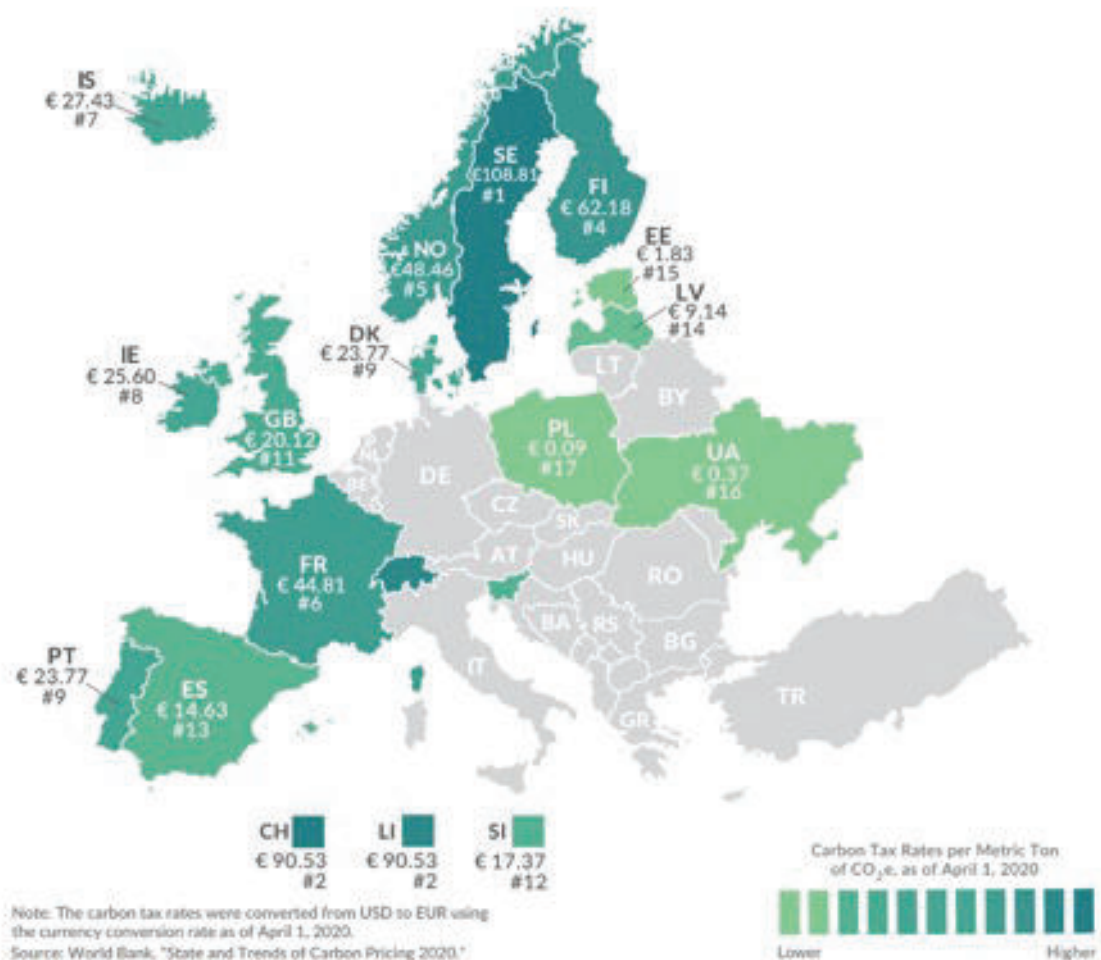 IS
€ 27.43
#7
SE
€108.81
#1
FI
€ 62.18
#4
NO
€48.46
#5
EE
€ 1.83
#15
LV
€ 9.14
#14
DK
€ 23.77
#9
IE
€ 25.60
#8
GB
€ 20.12
#11
LT
BY
PL
€ 0.09
#17
UA
€ 0.37
#16
NL
BE
DE
CZ
SK
AT
HU
RO
FR
€ 44.81
#6
BA
RS
BG
IT
GR
TR
PT
€ 23.77
#9
ES
€ 14.63
#13
CH
€ 90.53
#2
LI
€ 90.53
#2
SI
€ 17.37
#12
Carbon Tax Rates per Metric Ton
of CO₂e, as of April 1, 2020
Lower
Higher
Note: The carbon tax rates were converted from USD to EUR using
the currency conversion rate as of April 1, 2020.
Source: World Bank, "State and Trends of Carbon Pricing 2020."